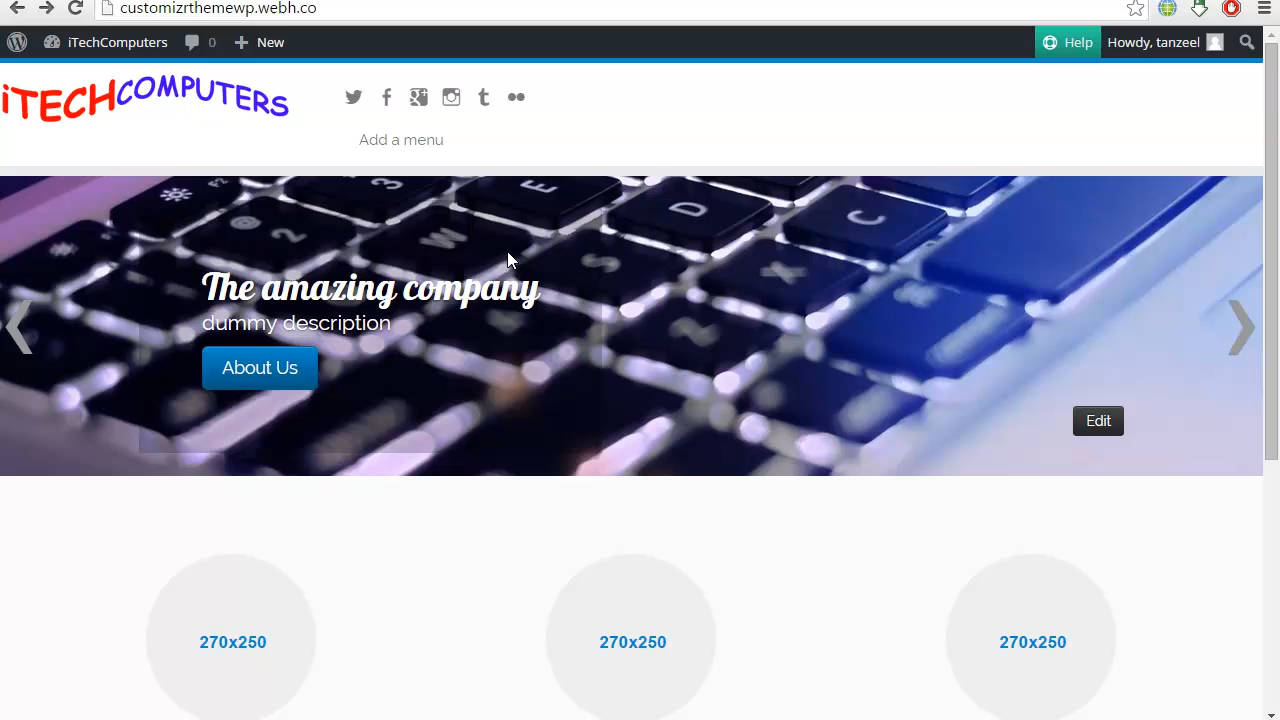 customizrthemewp.webh.co
iTechComputers 0 New Help Howdy, tanzeel
iTECHCOMPUTERS
Add a menu
The amazing company
dummy description
About Us
Edit
270x250 270x250 270x250